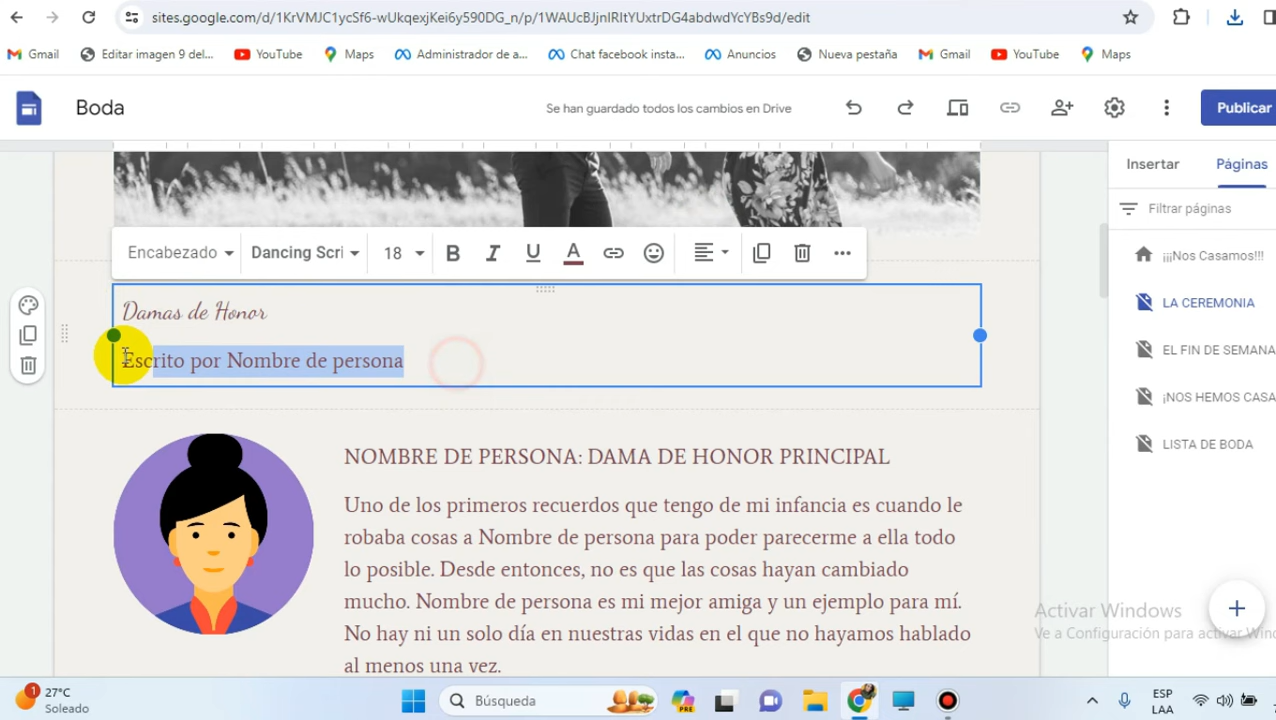 sites.google.com/d/1KrVMJC1ycSf6-wUkqexjKei6y590DG_n/p/1WAUcBJjnIRItYUxtrDG4abdwdYcYBs9d/edit
Gmail Editar imagen 9 del... YouTube Maps Administrador de a... Chat facebook insta... Anuncios Nueva pestaña Gmail YouTube Maps
Boda Se han guardado todos los cambios en Drive Publicar
Insertar Páginas
Filtrar páginas
Encabezado Dancing Scri 18 B I U A
¡¡¡Nos Casamos!!!
LA CEREMONIA
EL FIN DE SEMANA
¡NOS HEMOS CASA
LISTA DE BODA
Damas de Honor
Escrito por Nombre de persona
NOMBRE DE PERSONA: DAMA DE HONOR PRINCIPAL
Uno de los primeros recuerdos que tengo de mi infancia es cuando le
robaba cosas a Nombre de persona para poder parecerme a ella todo
lo posible. Desde entonces, no es que las cosas hayan cambiado
mucho. Nombre de persona es mi mejor amiga y un ejemplo para mí.
No hay ni un solo día en nuestras vidas en el que no hayamos hablado
al menos una vez.
Activar Windows
Ve a Configuración para activar Win
1 27°C
Soleado
Búsqueda
PRE
ESP
LAA